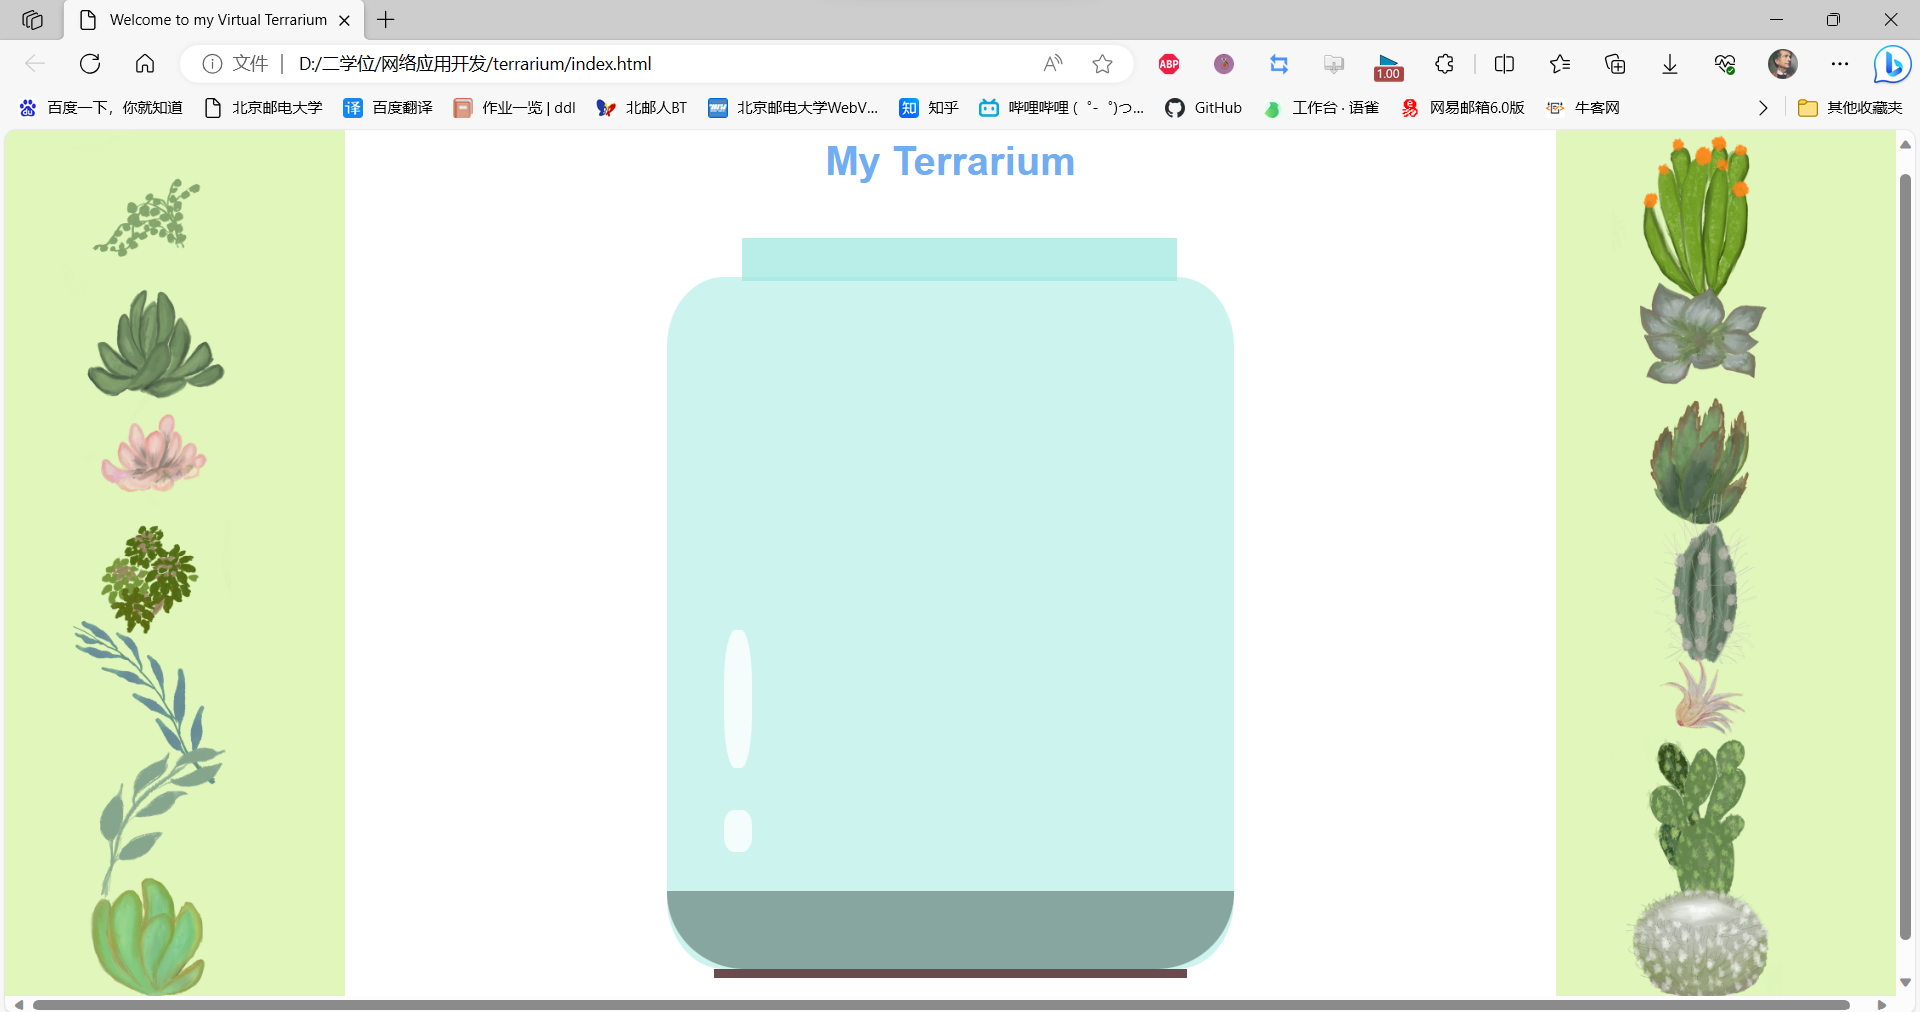 Welcome to my Virtual Terrarium
文件 | D:/二学位/网络应用开发/terrarium/index.html
ABP
1.00
百度一下，你就知道 北京邮电大学 译 百度翻译 作业一览 | ddl 北邮人BT 北京邮电大学WebV... 知 知乎 哔哩哔哩 (゜-゜)つ... GitHub 工作台 · 语雀 网易邮箱6.0版 牛客网 其他收藏夹
My Terrarium